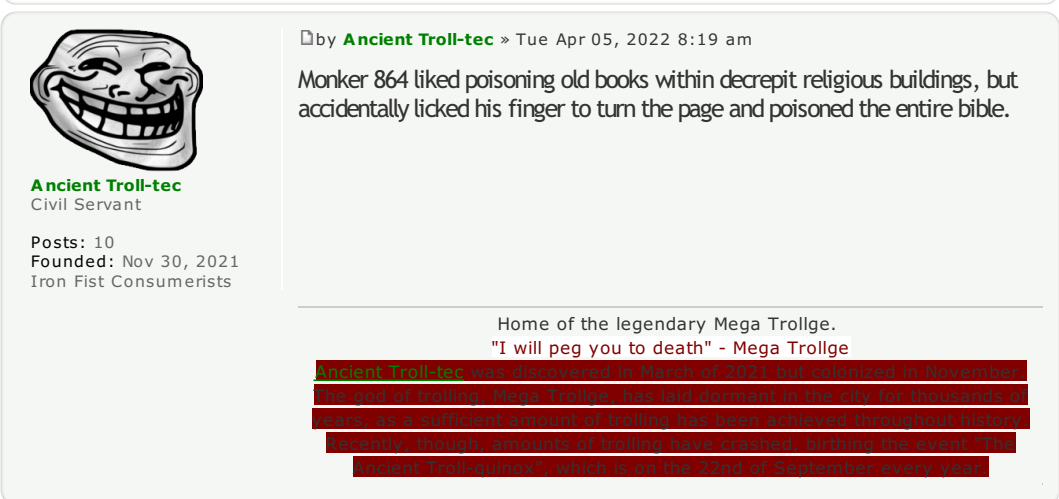 by Ancient Troll-tec » Tue Apr 05, 2022 8:19 am
Monker 864 liked poisoning old books within decrepit religious buildings, but
accidentally licked his finger to turn the page and poisoned the entire bible.
Ancient Troll-tec
Civil Servant
Posts: 10
Founded: Nov 30, 2021
Iron Fist Consumerists
Home of the legendary Mega Trollge.
"I will peg you to death" - Mega Trollge
Ancient Troll-tec was discovered in March of 2021 but colonized in November.
The god of trolling, Mega Trollge, has laid dormant in the city for thousands of
years, as a sufficient amount of trolling has been achieved throughout history.
Recently, though, amounts of trolling have crashed, birthing the event "The
Ancient Troll-quinox", which is on the 22nd of September every year.